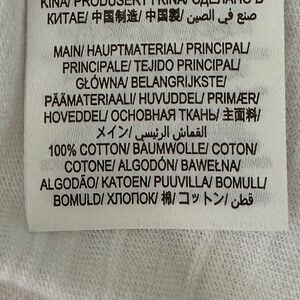 KINA/ PRODUSERT I KINA/ СДЕЛАНО В
КИТАЕ/ 中国制造/ 中国製/ صنع في الصين
MAIN/ HAUPTMATERIAL/ PRINCIPAL/
PRINCIPALE/ TEJIDO PRINCIPAL/
GŁÓWNA/ BELANGRIJKSTE/
PÄÄMATERIAALI/ HUVUDDEL/ PRIMÆR/
HOVEDDEL/ ОСНОВНАЯ ТКАНЬ/ 主面料/
メイン/ القماش الرئيسي/
100% COTTON/ BAUMWOLLE/ COTON/
COTONE/ ALGODÓN/ BAWEŁNA/
ALGODÃO/ KATOEN/ PUUVILLA/ BOMULL/
BOMULD/ ХЛОПОК/ 棉/ コットン/ قطن/